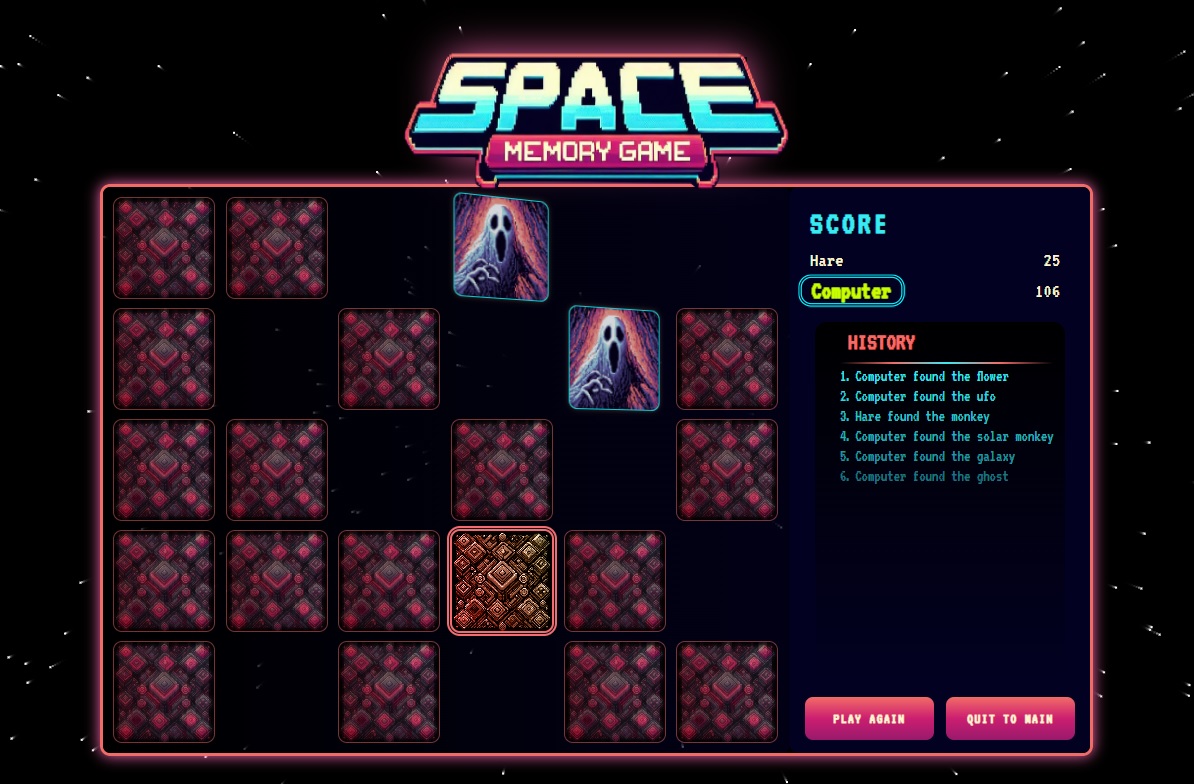 SPACE
MEMORY GAME
SCORE
Hare 25
Computer 106
HISTORY
1. Computer found the flower
2. Computer found the ufo
3. Hare found the monkey
4. Computer found the solar monkey
5. Computer found the galaxy
6. Computer found the ghost
PLAY AGAIN QUIT TO MAIN